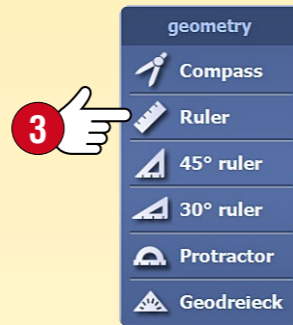 geometry
Compass
3 Ruler
45° ruler
30° ruler
Protractor
Geodreieck